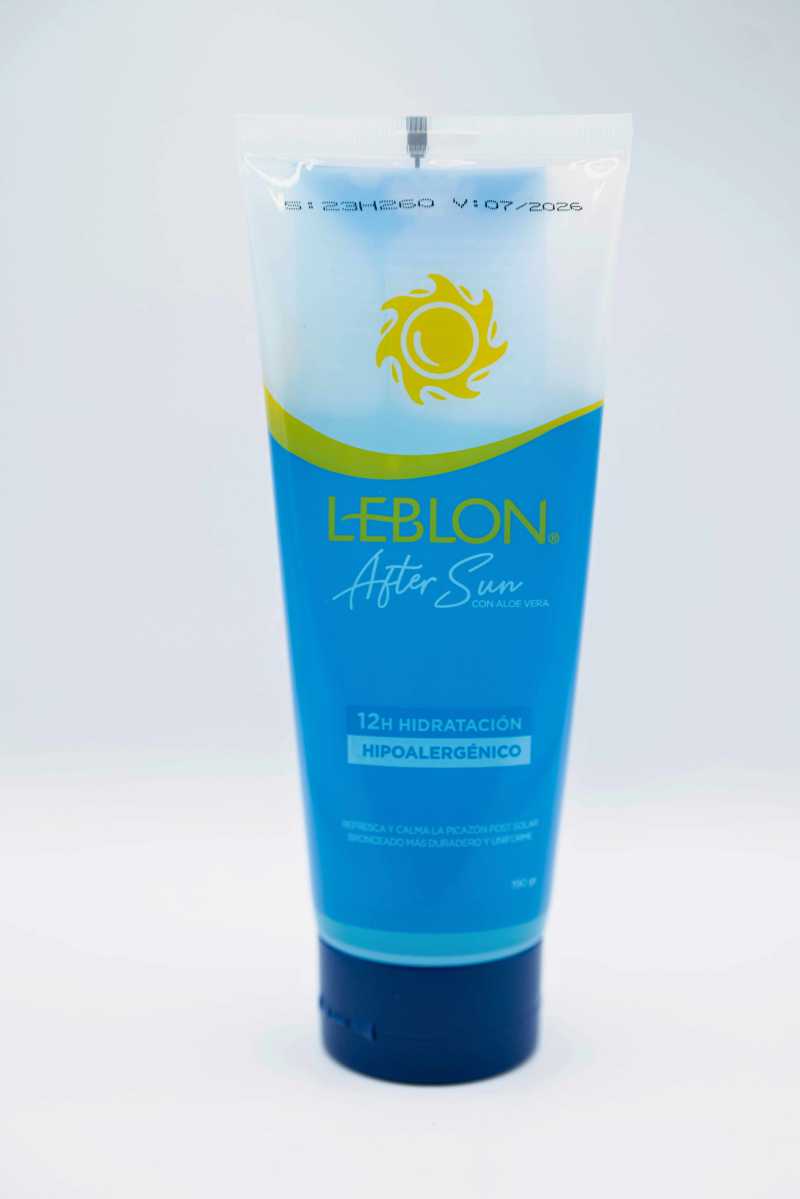 S: 23H260 V:07/2026
LEBLON®
After Sun
CON ALOE VERA
12H HIDRATACIÓN
HIPOALERGÉNICO
REFRESCA Y CALMA LA PICAZÓN POST SOLAR
BRONCEADO MÁS DURADERO Y UNIFORME
190 gr